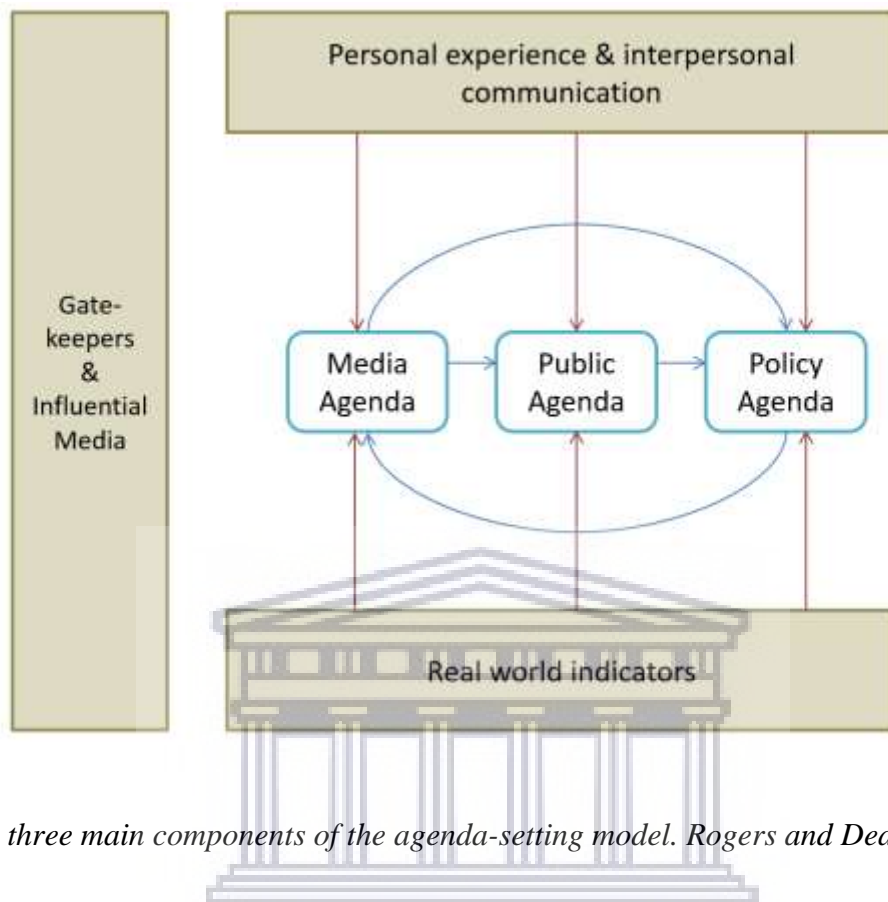 Personal experience & interpersonal
communication
Gate-
keepers
&
Influential
Media
Media
Agenda
Public
Agenda
Policy
Agenda
Real world indicators
three main components of the agenda-setting model. Rogers and